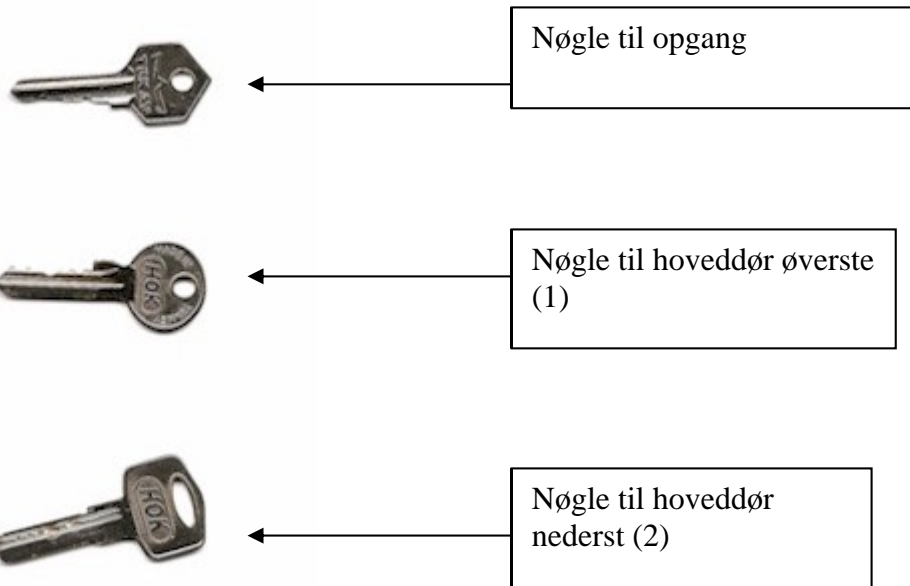 Nøgle til opgang
Nøgle til hoveddør øverste
(1)
HOK
Nøgle til hoveddør
nederst (2)
HOK